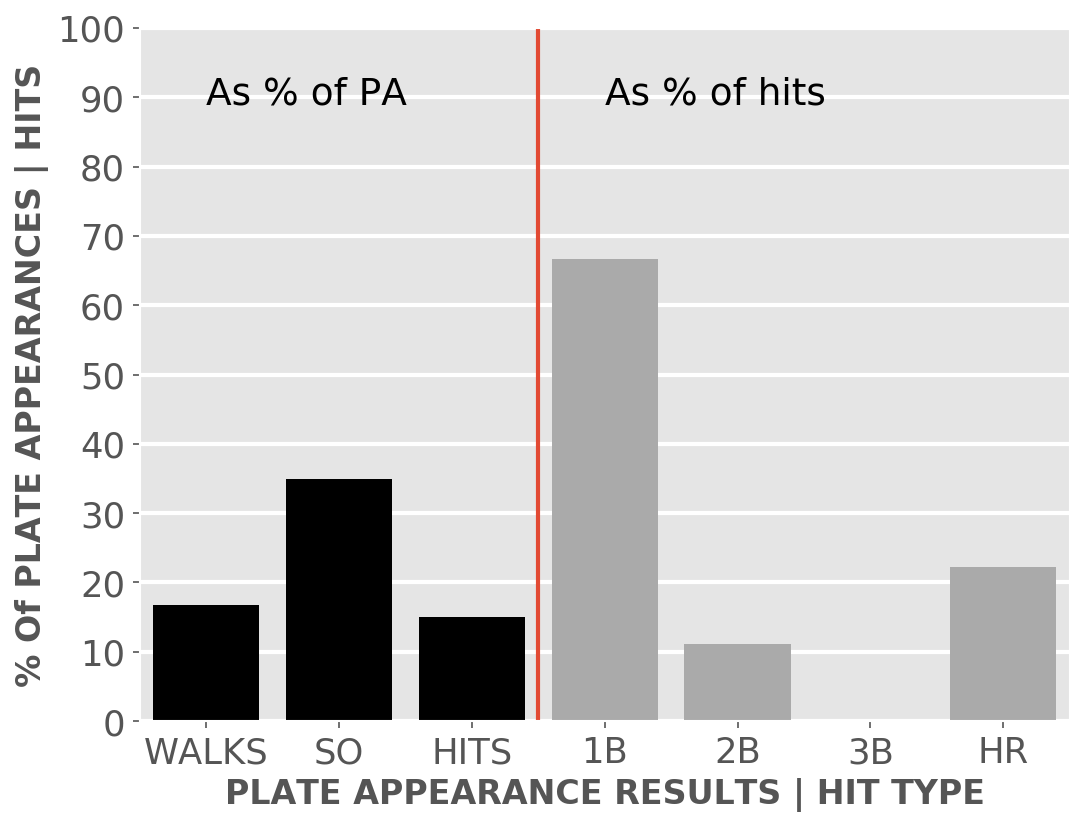 % Of PLATE APPEARANCES | HITS
100
90
80
70
60
50
40
30
20
10
0
As % of PA
As % of hits
WALKS SO HITS 1B 2B 3B HR
PLATE APPEARANCE RESULTS | HIT TYPE